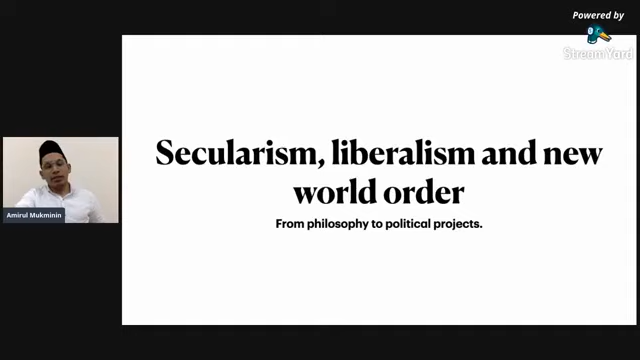 Powered by
StreamYard
Secularism, liberalism and new
world order
From philosophy to political projects.
Amirul Mukminin